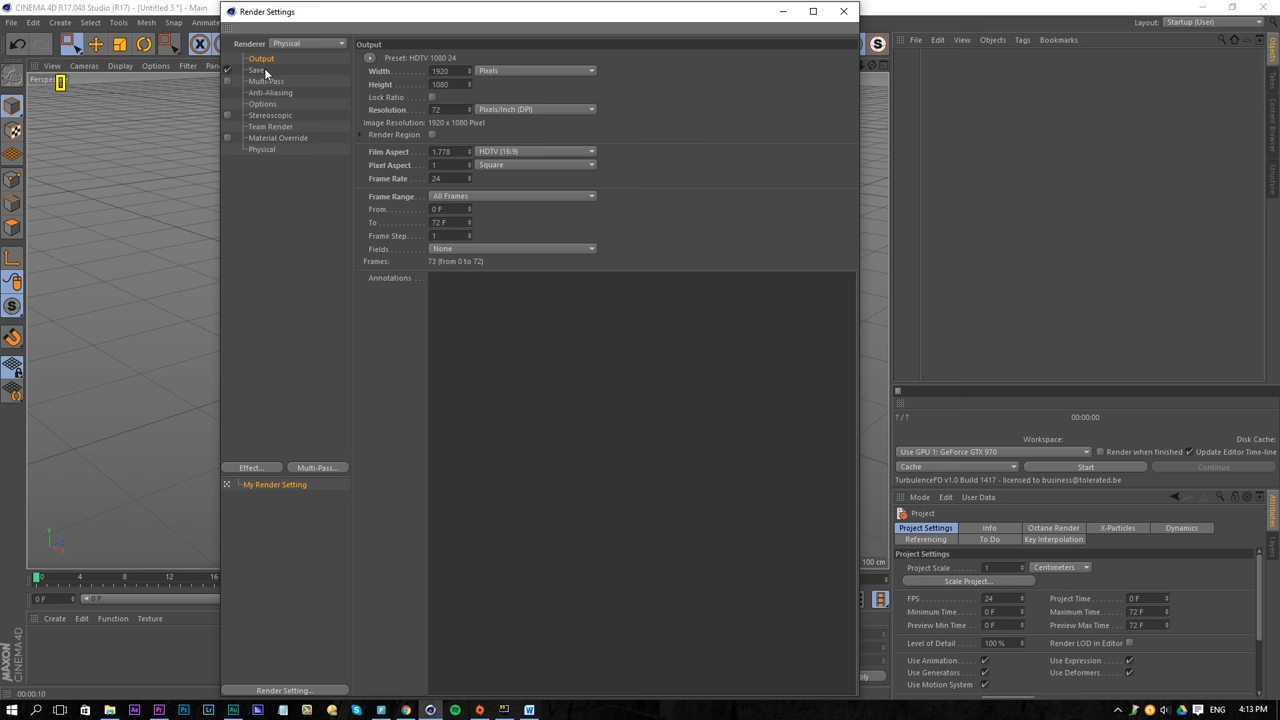 CINEMA 4D R17.048 Studio (R17) - [Untitled 3 *] - Main
File Edit Create Select Tools Mesh Snap Animate
Layout: Startup (User)
Render Settings
Renderer Physical
Output
Save
Multi-Pass
Anti-Aliasing
Options
Stereoscopic
Team Render
Material Override
Physical
Effect... Multi-Pass...
My Render Setting
Render Setting...
Output
Preset: HDTV 1080 24
Width 1920 Pixels
Height 1080
Lock Ratio
Resolution 72 Pixels/Inch (DPI)
Image Resolution: 1920 x 1080 Pixel
Render Region
Film Aspect 1.778 HDTV (16:9)
Pixel Aspect 1 Square
Frame Rate 24
Frame Range All Frames
From 0 F
To 72 F
Frame Step 1
Fields None
Frames: 73 (from 0 to 72)
Annotations
View Cameras Display Options Filter Pan
Perspe
Y
Z
X
100 cm
0 4 8 12 16
0 F 0 F
Create Edit Function Texture
MAXON CINEMA 4D
00:00:10
File Edit View Objects Tags Bookmarks
Objects
Takes
Content Browser
Structure
? / ? 00:00:00
Workspace: Disk Cache:
Use GPU 1: GeForce GTX 970 Render when finished Update Editor Time-line
Cache Start Continue
TurbulenceFD v1.0 Build 1417 - licensed to business@tolerated.be
Mode Edit User Data
Project
Project Settings Info Octane Render X-Particles Dynamics
Referencing To Do Key Interpolation
Project Settings
Project Scale 1 Centimeters
Scale Project...
FPS 24 Project Time 0 F
Minimum Time 0 F Maximum Time 72 F
Preview Min Time 0 F Preview Max Time 72 F
Level of Detail 100 % Render LOD in Editor
Use Animation Use Expression
Use Generators Use Deformers
Use Motion System
Attributes
Layers
ENG 4:13 PM